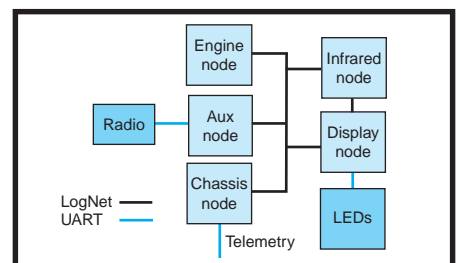 Engine
node
Infrared
node
Radio
Aux
node
Display
node
Chassis
node
LEDs
LogNet
UART
Telemetry